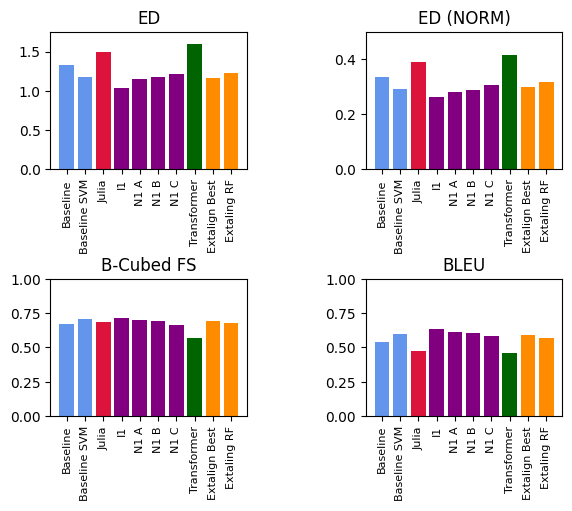 ED
1.5
1.0
0.5
0.0
Baseline
Baseline SVM
Julia
I1
N1 A
N1 B
N1 C
Transformer
Extalign Best
Extaling RF
ED (NORM)
0.4
0.2
0.0
Baseline
Baseline SVM
Julia
I1
N1 A
N1 B
N1 C
Transformer
Extalign Best
Extaling RF
B-Cubed FS
1.00
0.75
0.50
0.25
0.00
Baseline
Baseline SVM
Julia
I1
N1 A
N1 B
N1 C
Transformer
Extalign Best
Extaling RF
BLEU
1.00
0.75
0.50
0.25
0.00
Baseline
Baseline SVM
Julia
I1
N1 A
N1 B
N1 C
Transformer
Extalign Best
Extaling RF